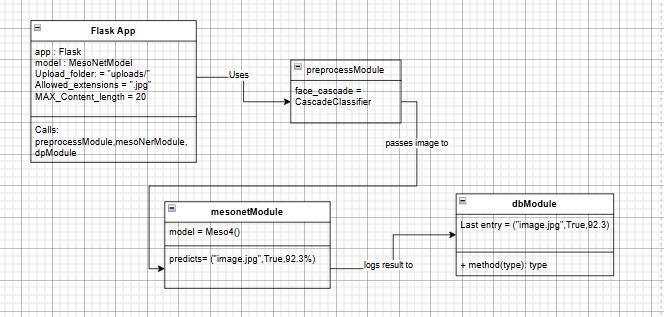 Flask App
app : Flask
model : MesoNetModel
Upload_folder: = "uploads/"
Allowed_extensions = ".jpg"
MAX_Content_length = 20
Calls:
preprocessModule,mesoNerModule,
dpModule
Uses
preprocessModule
face_cascade =
CascadeClassifier
passes image to
mesonetModule
model = Meso4()
predicts= ("image.jpg",True,92.3%)
logs result to
dbModule
Last entry = ("image.jpg",True,92.3)
+ method(type): type